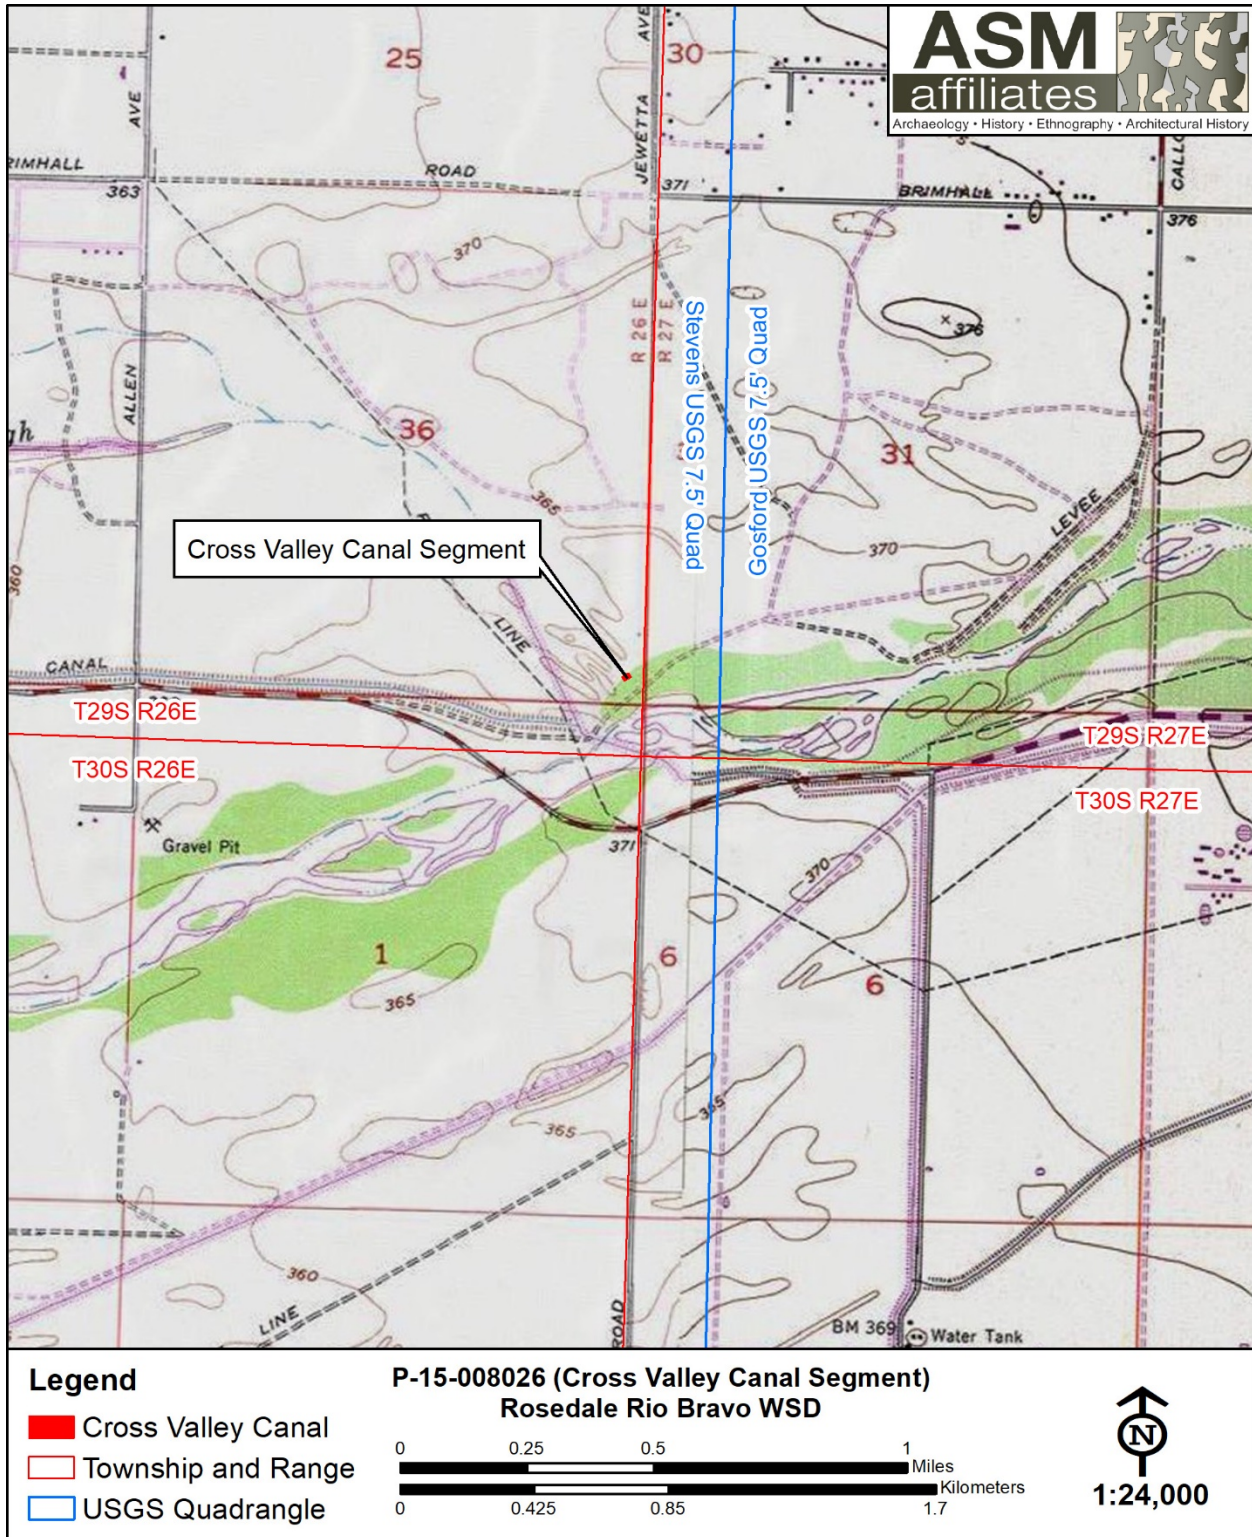 ASM
affiliates
Archaeology • History • Ethnography • Architectural History
25
30
AVE
JEWETTA AVE
RIMHALL
ROAD
363
371
BRIMHALL
CALLO
376
370
R 26 E
R 27 E
Stevens USGS 7.5' Quad
Gosford USGS 7.5' Quad
376
ALLEN
gh
36
31
365
LEVEE
370
360
Cross Valley Canal Segment
LINE
CANAL
T29S R26E
T30S R26E
T29S R27E
T30S R27E
Gravel Pit
371
370
1
6
6
365
365
365
360
LINE
ROAD
BM 369
Water Tank
Legend
Cross Valley Canal
Township and Range
USGS Quadrangle
P-15-008026 (Cross Valley Canal Segment)
Rosedale Rio Bravo WSD
0 0.25 0.5 1
Miles
Kilometers
0 0.425 0.85 1.7
N
1:24,000